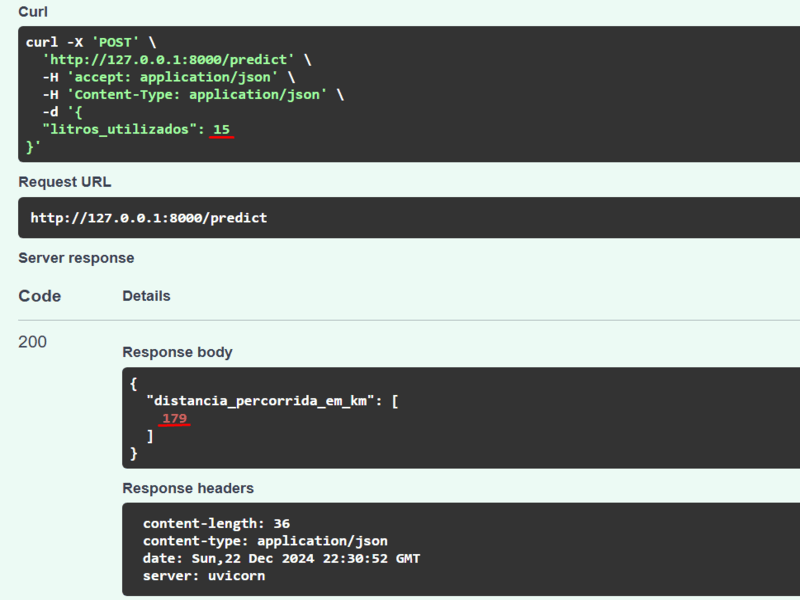 Curl
curl -X 'POST' \
'http://127.0.0.1:8000/predict' \
-H 'accept: application/json' \
-H 'Content-Type: application/json' \
-d '{
"litros_utilizados": 15
}'
Request URL
http://127.0.0.1:8000/predict
Server response
Code Details
200
Response body
{
"distancia_percorrida_em_km": [
179
]
}
Response headers
content-length: 36
content-type: application/json
date: Sun,22 Dec 2024 22:30:52 GMT
server: uvicorn